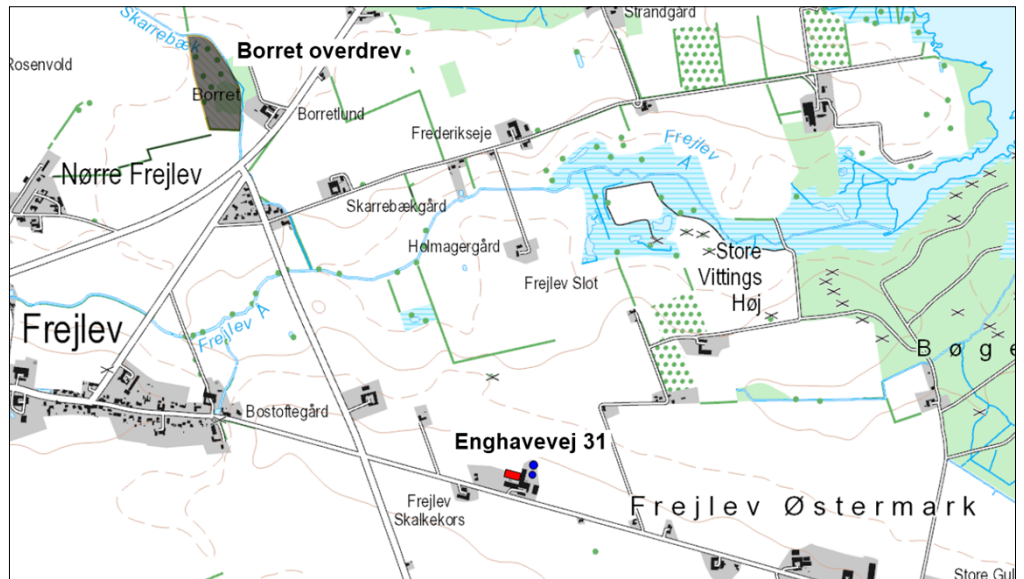 Skarrebæk
Strandgård
Borret overdrev
Rosenvold
Borret
Borretlund
Frederikseje
Frejlev
Å
Nørre Frejlev
Skarrebækgård
Holmagergård
Store
Vittings
Høj
Frejlev Slot
Frejlev Å
Frejlev
Bøge
Bostoftegård
Enghavevej 31
Frejlev
Skalkekors
Frejlev Østermark
Store Gul